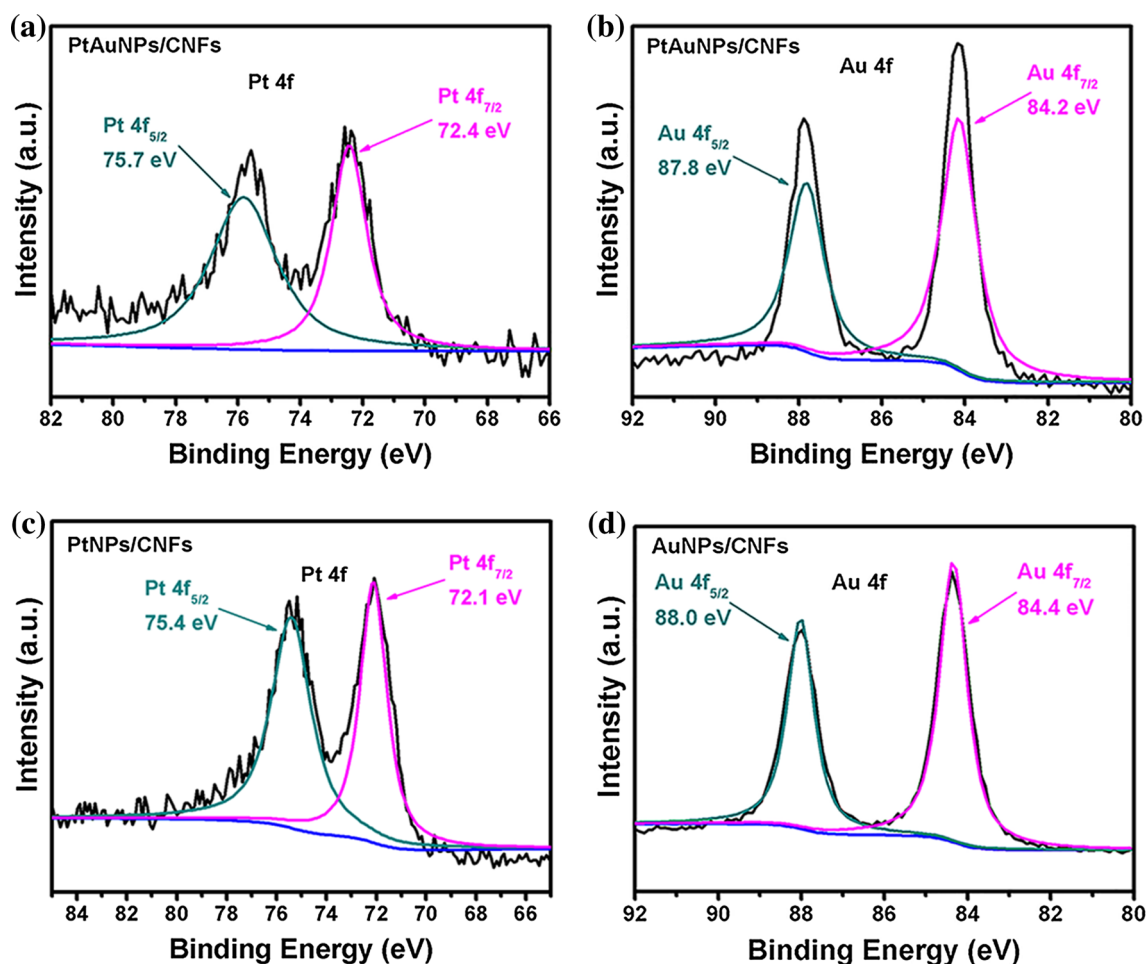 (a)
PtAuNPs/CNFs
Pt 4f
Pt 4f7/2
72.4 eV
Pt 4f5/2
75.7 eV
Intensity (a.u.)
82 80 78 76 74 72 70 68 66
Binding Energy (eV)
(b)
PtAuNPs/CNFs
Au 4f
Au 4f7/2
84.2 eV
Au 4f5/2
87.8 eV
Intensity (a.u.)
92 90 88 86 84 82 80
Binding Energy (eV)
(c)
PtNPs/CNFs
Pt 4f
Pt 4f7/2
72.1 eV
Pt 4f5/2
75.4 eV
Intensity (a.u.)
84 82 80 78 76 74 72 70 68 66
Binding Energy (eV)
(d)
AuNPs/CNFs
Au 4f
Au 4f7/2
84.4 eV
Au 4f5/2
88.0 eV
Intensity (a.u.)
92 90 88 86 84 82 80
Binding Energy (eV)